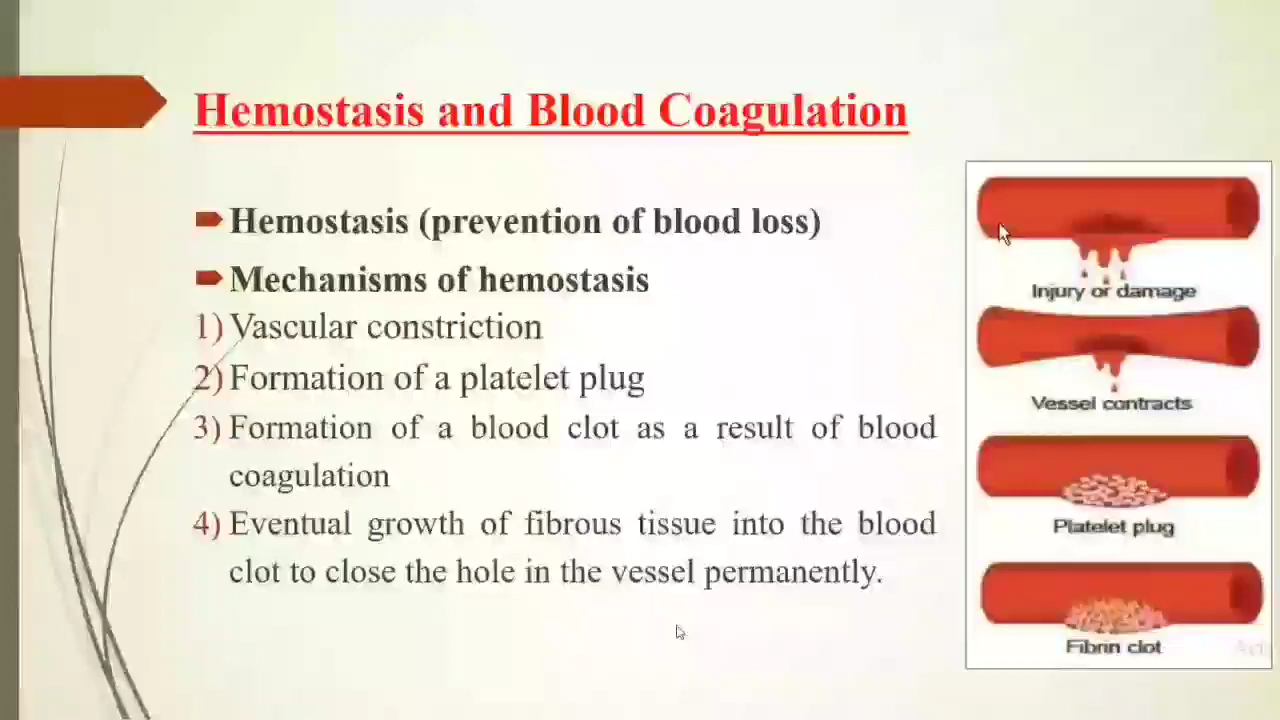 Hemostasis and Blood Coagulation
Hemostasis (prevention of blood loss)
Mechanisms of hemostasis
1) Vascular constriction
2) Formation of a platelet plug
3) Formation of a blood clot as a result of blood
coagulation
4) Eventual growth of fibrous tissue into the blood
clot to close the hole in the vessel permanently.
Injury or damage
Vessel contracts
Platelet plug
Fibrin clot